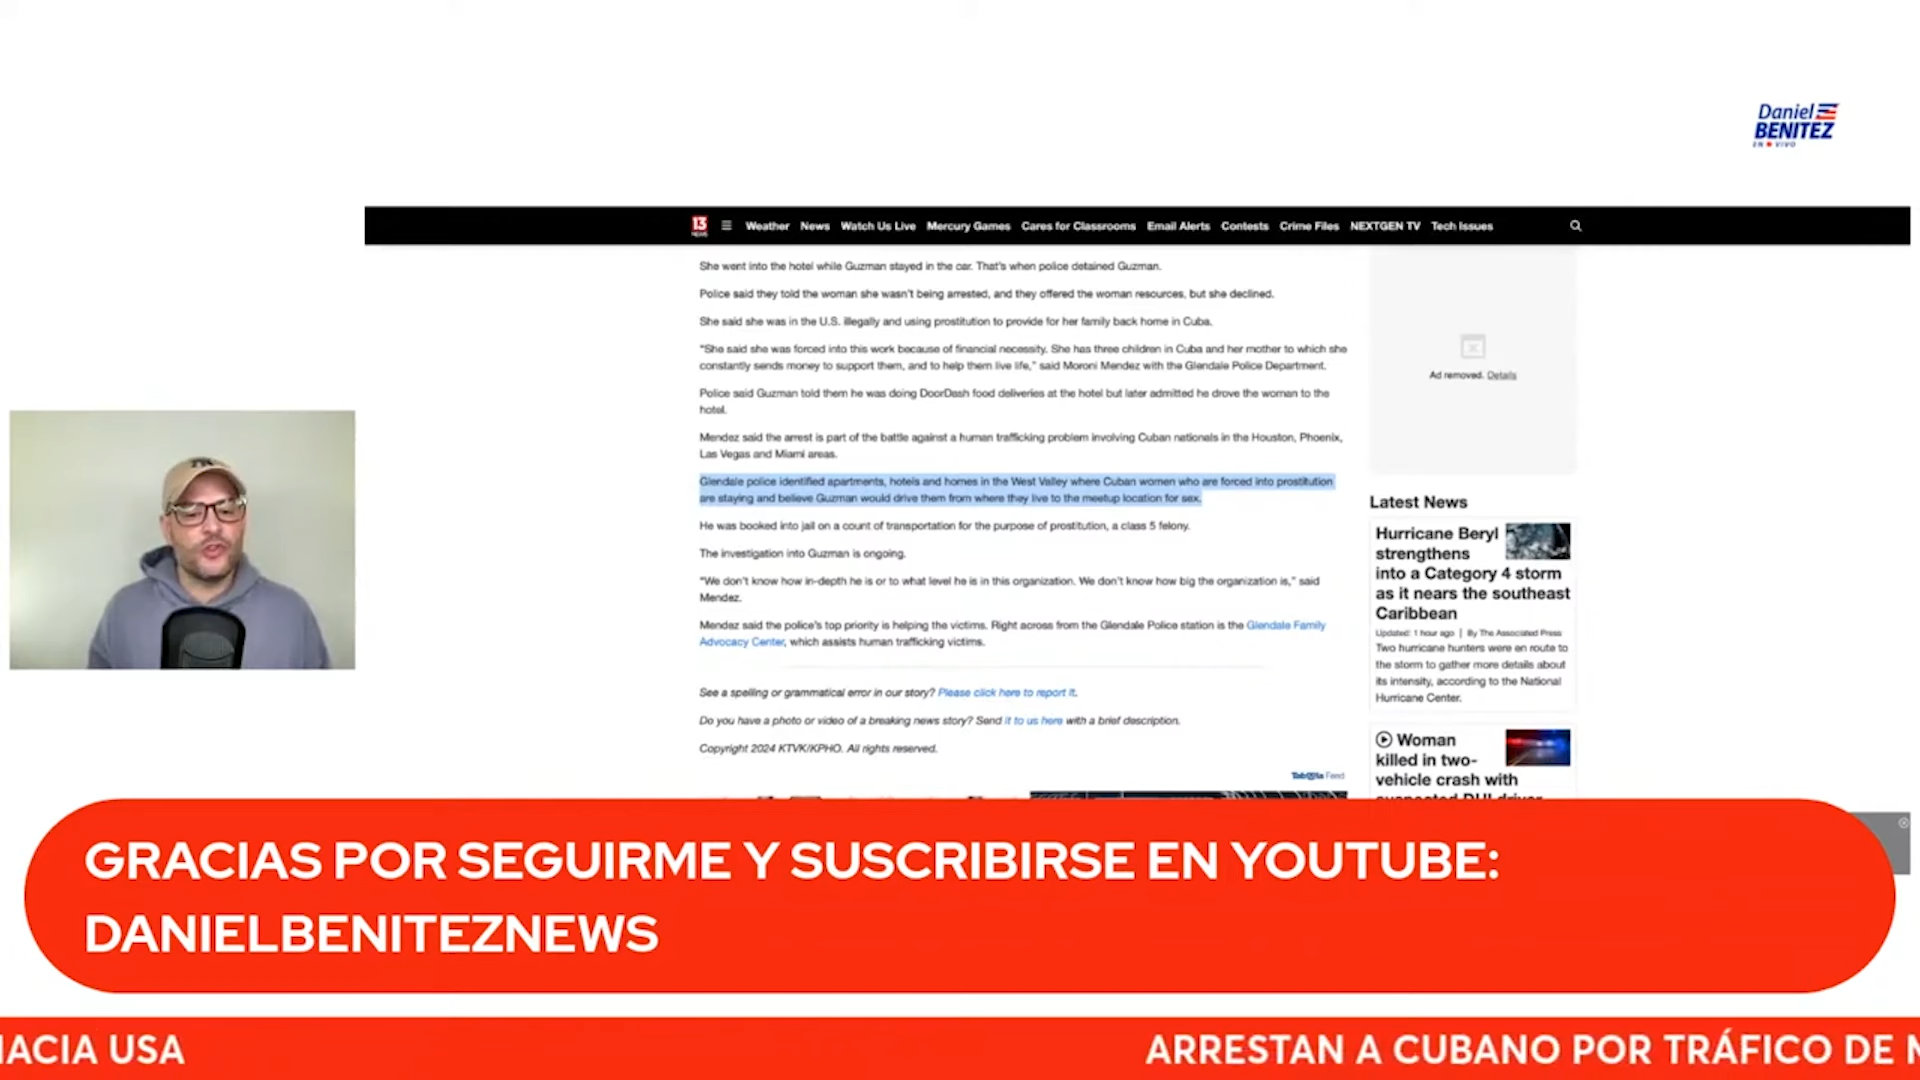 Daniel
BENITEZ
EN VIVO
13
NEWS
Weather News Watch Us Live Mercury Games Cares for Classrooms Email Alerts Contests Crime Files NEXTGEN TV Tech Issues
She went into the hotel while Guzman stayed in the car. That's when police detained Guzman.
Police said they told the woman she wasn't being arrested, and they offered the woman resources, but she declined.
She said she was in the U.S. illegally and using prostitution to provide for her family back home in Cuba.
"She said she was forced into this work because of financial necessity. She has three children in Cuba and her mother to which she
constantly sends money to support them, and to help them live life," said Moroni Mendez with the Glendale Police Department.
Police said Guzman told them he was doing DoorDash food deliveries at the hotel but later admitted he drove the woman to the
hotel.
Mendez said the arrest is part of the battle against a human trafficking problem involving Cuban nationals in the Houston, Phoenix,
Las Vegas and Miami areas.
Glendale police identified apartments, hotels and homes in the West Valley where Cuban women who are forced into prostitution
are staying and believe Guzman would drive them from where they live to the meetup location for sex.
He was booked into jail on a count of transportation for the purpose of prostitution, a class 5 felony.
The investigation into Guzman is ongoing.
"We don't know how in-depth he is or to what level he is in this organization. We don't know how big the organization is," said
Mendez.
Mendez said the police's top priority is helping the victims. Right across from the Glendale Police station is the Glendale Family
Advocacy Center, which assists human trafficking victims.
See a spelling or grammatical error in our story? Please click here to report it.
Do you have a photo or video of a breaking news story? Send it to us here with a brief description.
Copyright 2024 KTVK/KPHO. All rights reserved.
Taboola Feed
Ad removed. Details
Latest News
Hurricane Beryl
strengthens
into a Category 4 storm
as it nears the southeast
Caribbean
Updated: 1 hour ago | By The Associated Press
Two hurricane hunters were en route to
the storm to gather more details about
its intensity, according to the National
Hurricane Center.
Woman
killed in two-
vehicle crash with
suspected DUI driver
GRACIAS POR SEGUIRME Y SUSCRIBIRSE EN YOUTUBE:
DANIELBENITEZNEWS
HACIA USA
ARRESTAN A CUBANO POR TRÁFICO DE